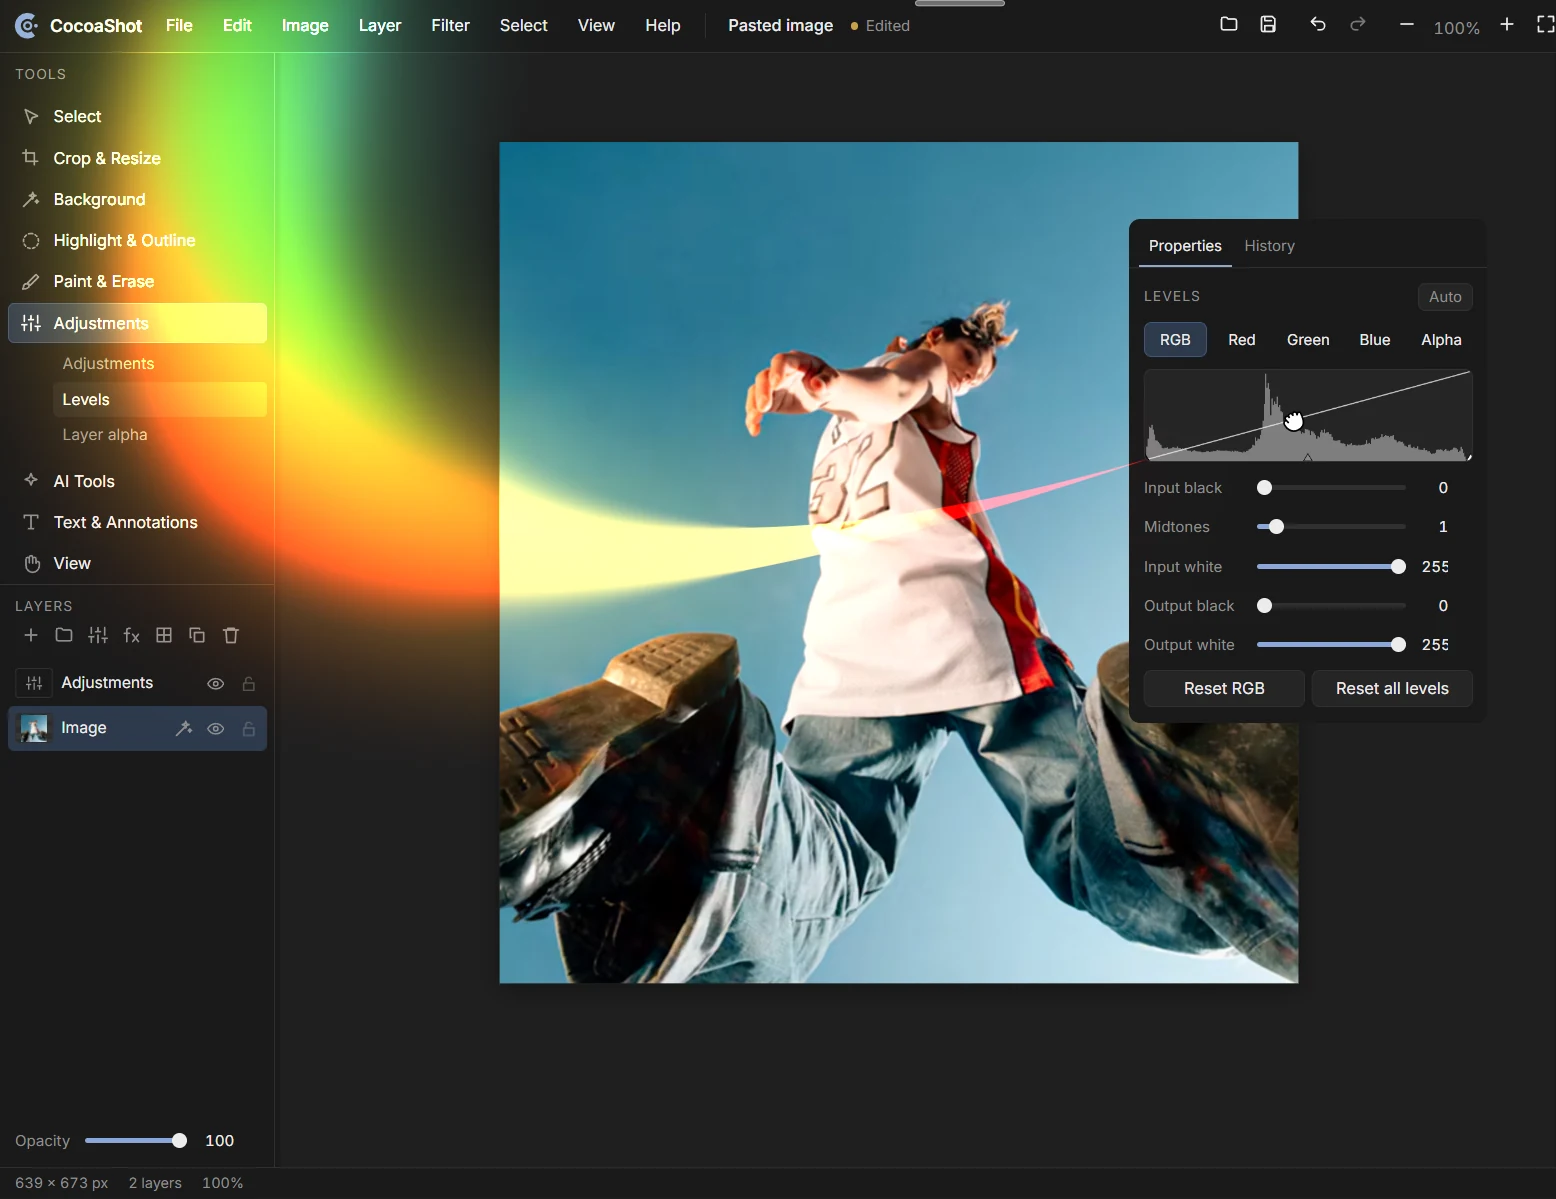 CocoaShot File Edit Image Layer Filter Select View Help Pasted image Edited 100%
TOOLS
Select
Crop & Resize
Background
Highlight & Outline
Paint & Erase
Adjustments
Adjustments
Levels
Layer alpha
AI Tools
Text & Annotations
View
LAYERS
fx
Adjustments
Image
Opacity 100
639 × 673 px 2 layers 100%
Properties History
LEVELS Auto
RGB Red Green Blue Alpha
Input black 0
Midtones 1
Input white 255
Output black 0
Output white 255
Reset RGB Reset all levels